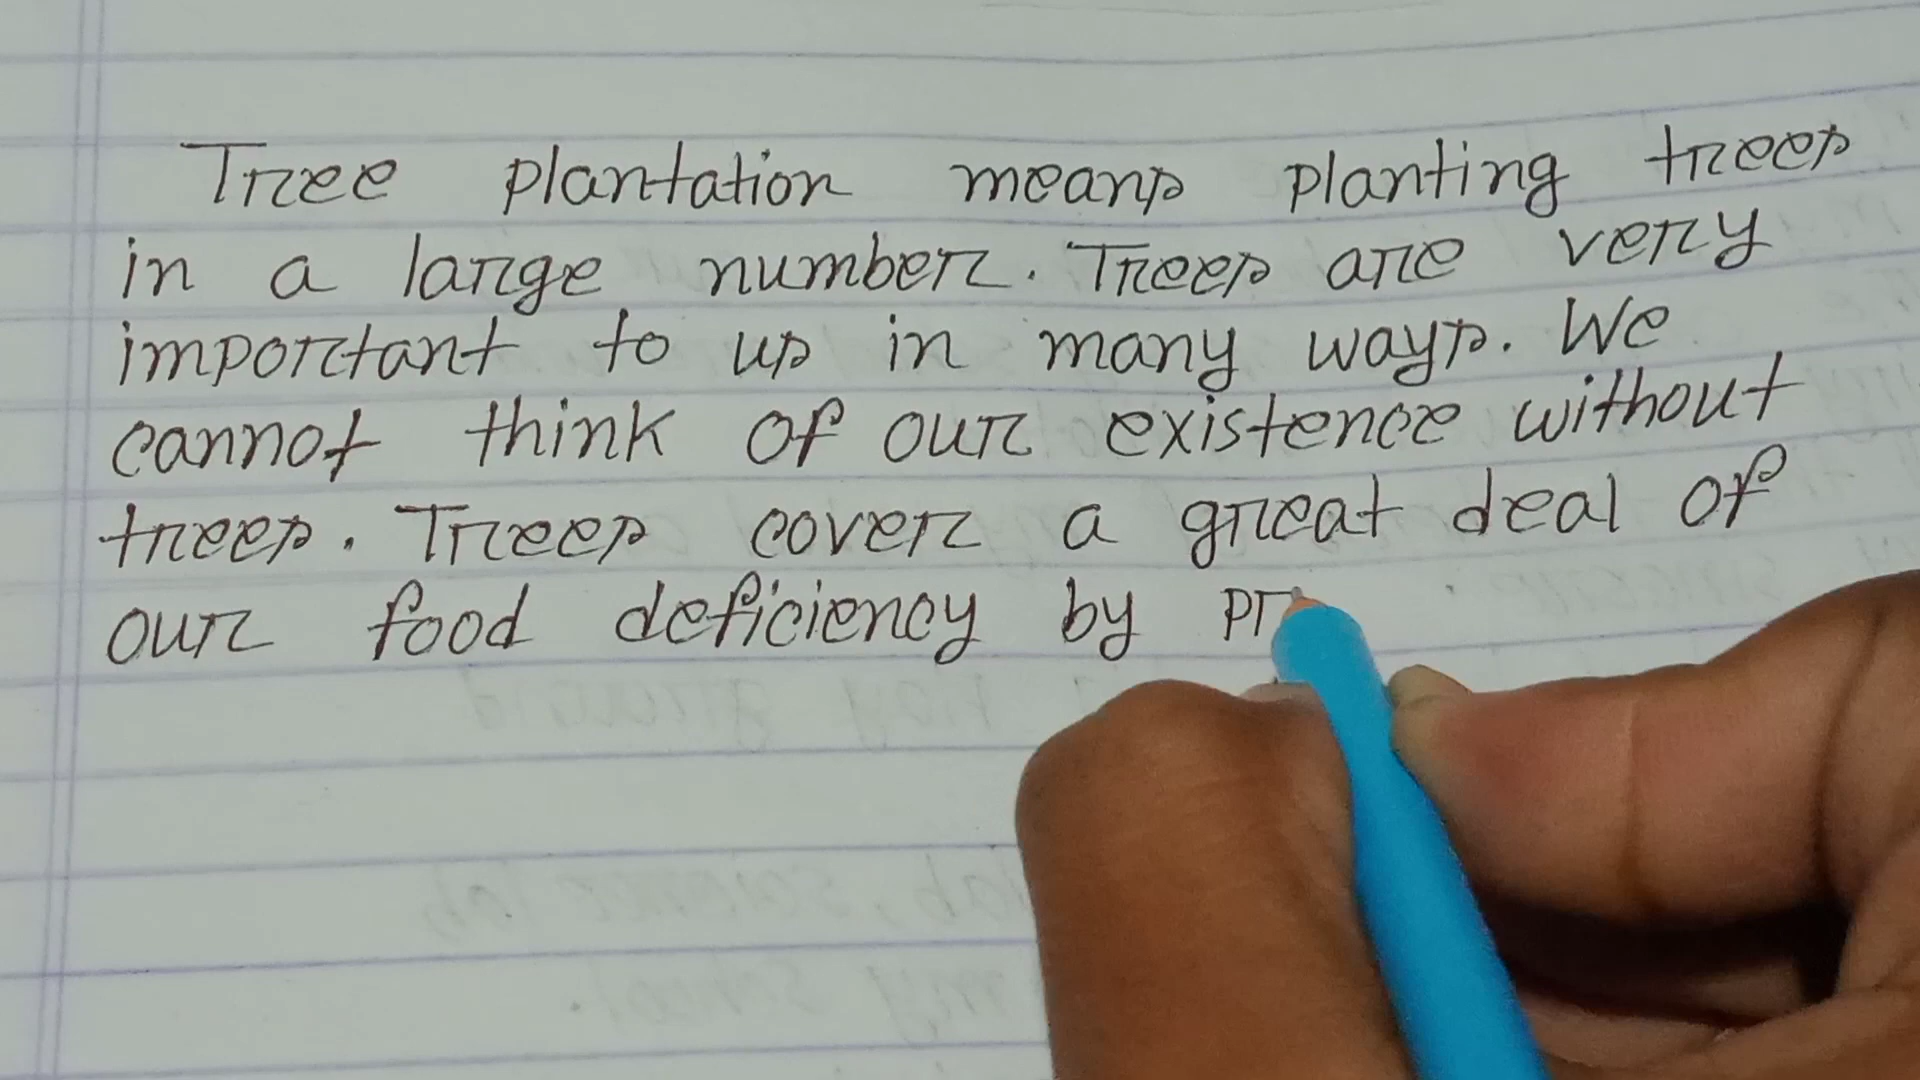 Tree plantation means planting trees
in a large number. Trees are very
important to us in many ways. We
cannot think of our existence without
trees. Trees cover a great deal of
our food deficiency by pr